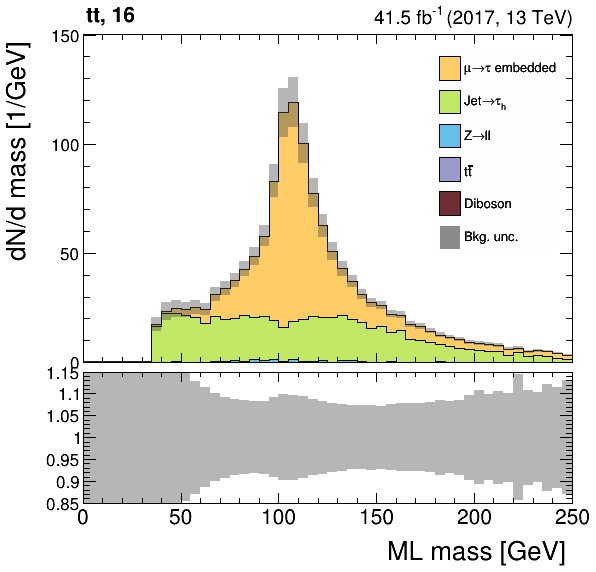 tt, 16 41.5 fb⁻¹ (2017, 13 TeV)
dN/d mass [1/GeV]
150
100
50
0
μ→τ embedded
Jet→τₕ
Z→ll
tt̄
Diboson
Bkg. unc.
1.15
1.1
1.05
1
0.95
0.9
0.85
0 50 100 150 200 250
ML mass [GeV]